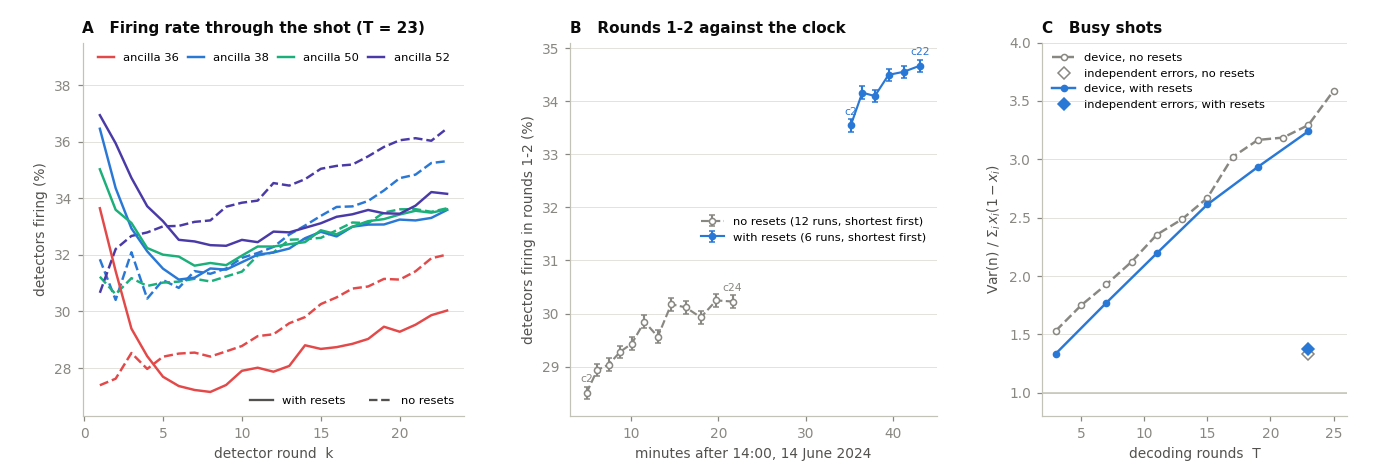 A Firing rate through the shot (T = 23)
ancilla 36 ancilla 38 ancilla 50 ancilla 52
38
36
34
32
30
28
detectors firing (%)
with resets no resets
0 5 10 15 20
detector round k
B Rounds 1-2 against the clock
35
34
33
32
31
30
29
detectors firing in rounds 1-2 (%)
c22
c2
no resets (12 runs, shortest first)
with resets (6 runs, shortest first)
c24
c2
10 20 30 40
minutes after 14:00, 14 June 2024
C Busy shots
4.0
3.5
3.0
2.5
2.0
1.5
1.0
Var(n) / Σᵢxᵢ(1 − xᵢ)
device, no resets
independent errors, no resets
device, with resets
independent errors, with resets
5 10 15 20 25
decoding rounds T